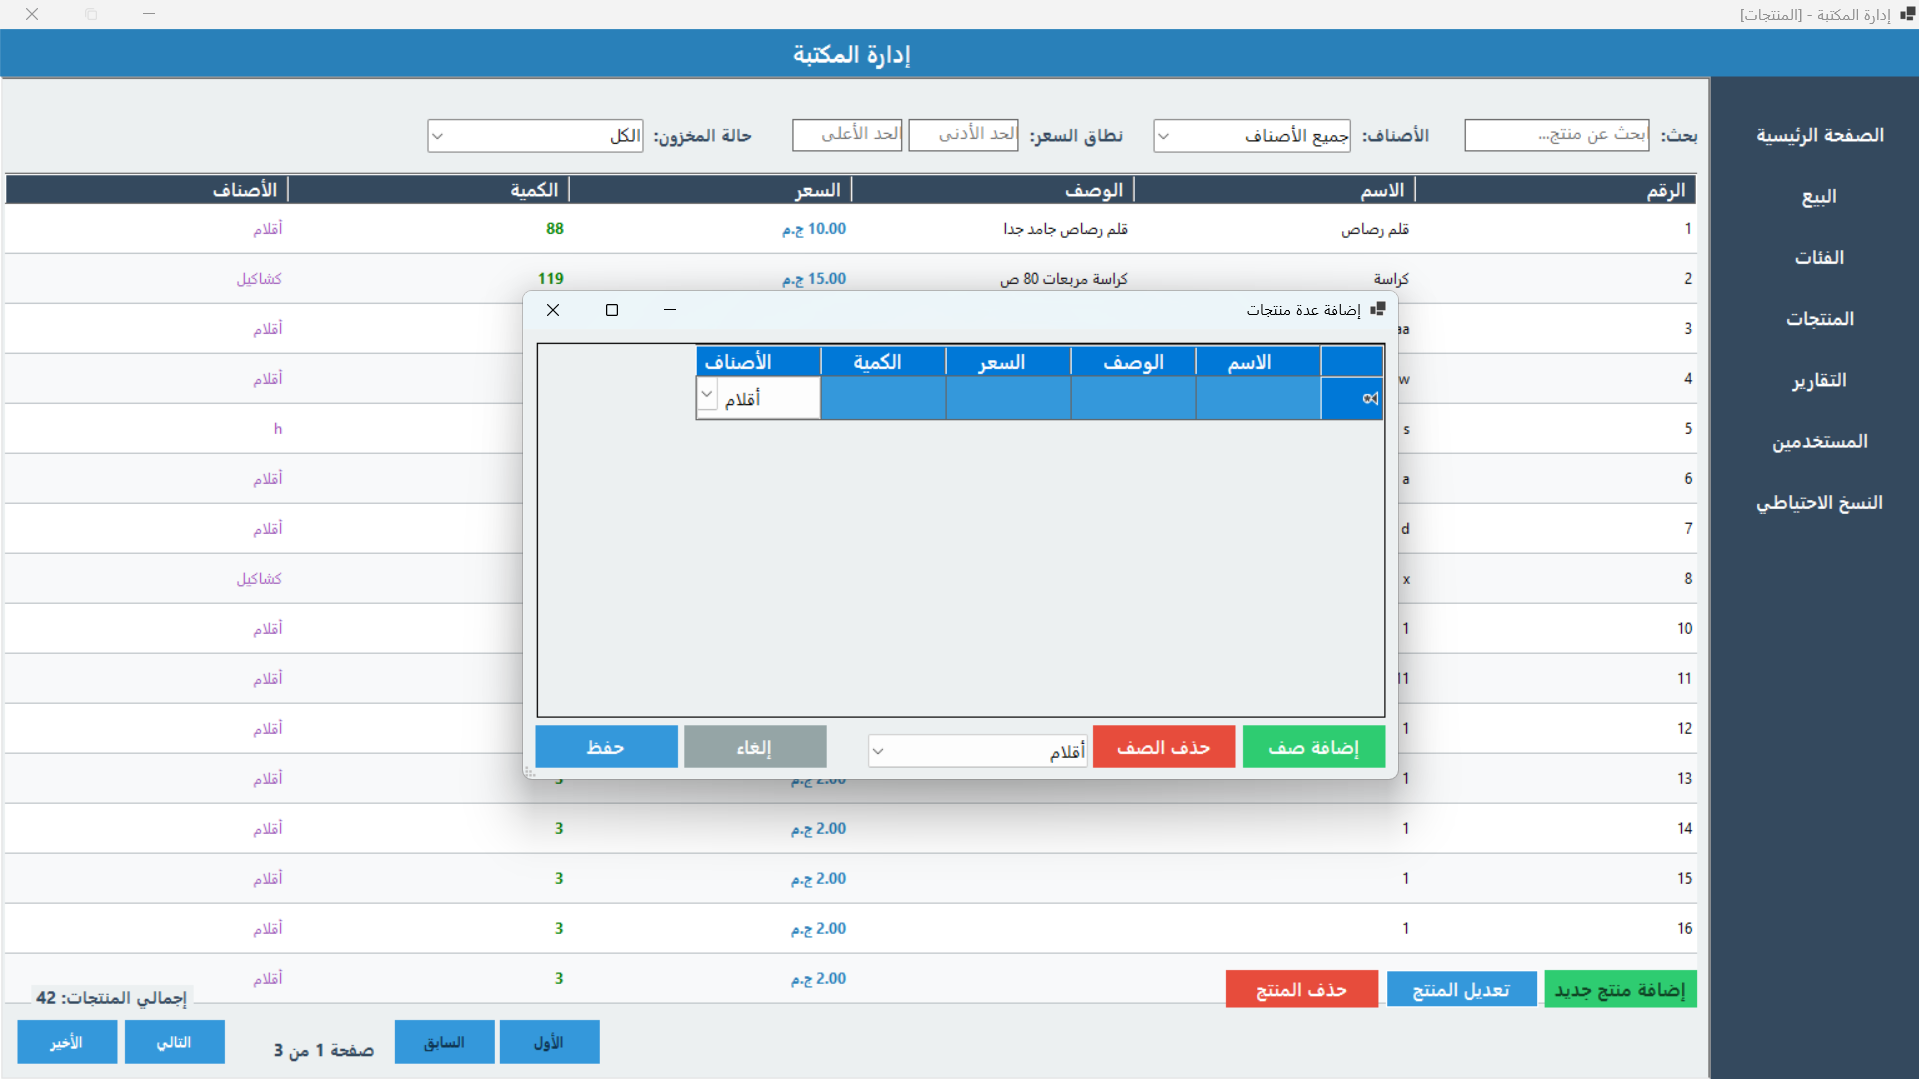 إدارة المكتبة - [المنتجات]
إدارة المكتبة
الصفحة الرئيسية
البيع
الفئات
المنتجات
التقارير
المستخدمين
النسخ الاحتياطي
بحث: ابحث عن منتج... الأصناف: جميع الأصناف نطاق السعر: الحد الأدنى الحد الأعلى حالة المخزون: الكل
الرقم الاسم الوصف السعر الكمية الأصناف
1 قلم رصاص قلم رصاص جامد جدا 10.00 ج.م 88 أقلام
2 كراسة كراسة مربعات 80 ص 15.00 ج.م 119 كشاكيل
3 aa أقلام
4 w أقلام
5 s h
6 a أقلام
7 d أقلام
8 x كشاكيل
10 1 أقلام
11 11 أقلام
12 1 أقلام
13 1 2.00 ج.م 3 أقلام
14 1 2.00 ج.م 3 أقلام
15 1 2.00 ج.م 3 أقلام
16 1 2.00 ج.م 3 أقلام
2.00 ج.م 3 أقلام
إضافة عدة منتجات
الاسم الوصف السعر الكمية الأصناف
أقلام
إضافة صف حذف الصف أقلام إلغاء حفظ
إضافة منتج جديد تعديل المنتج حذف المنتج
إجمالي المنتجات: 42
الأول السابق صفحة 1 من 3 التالي الأخير